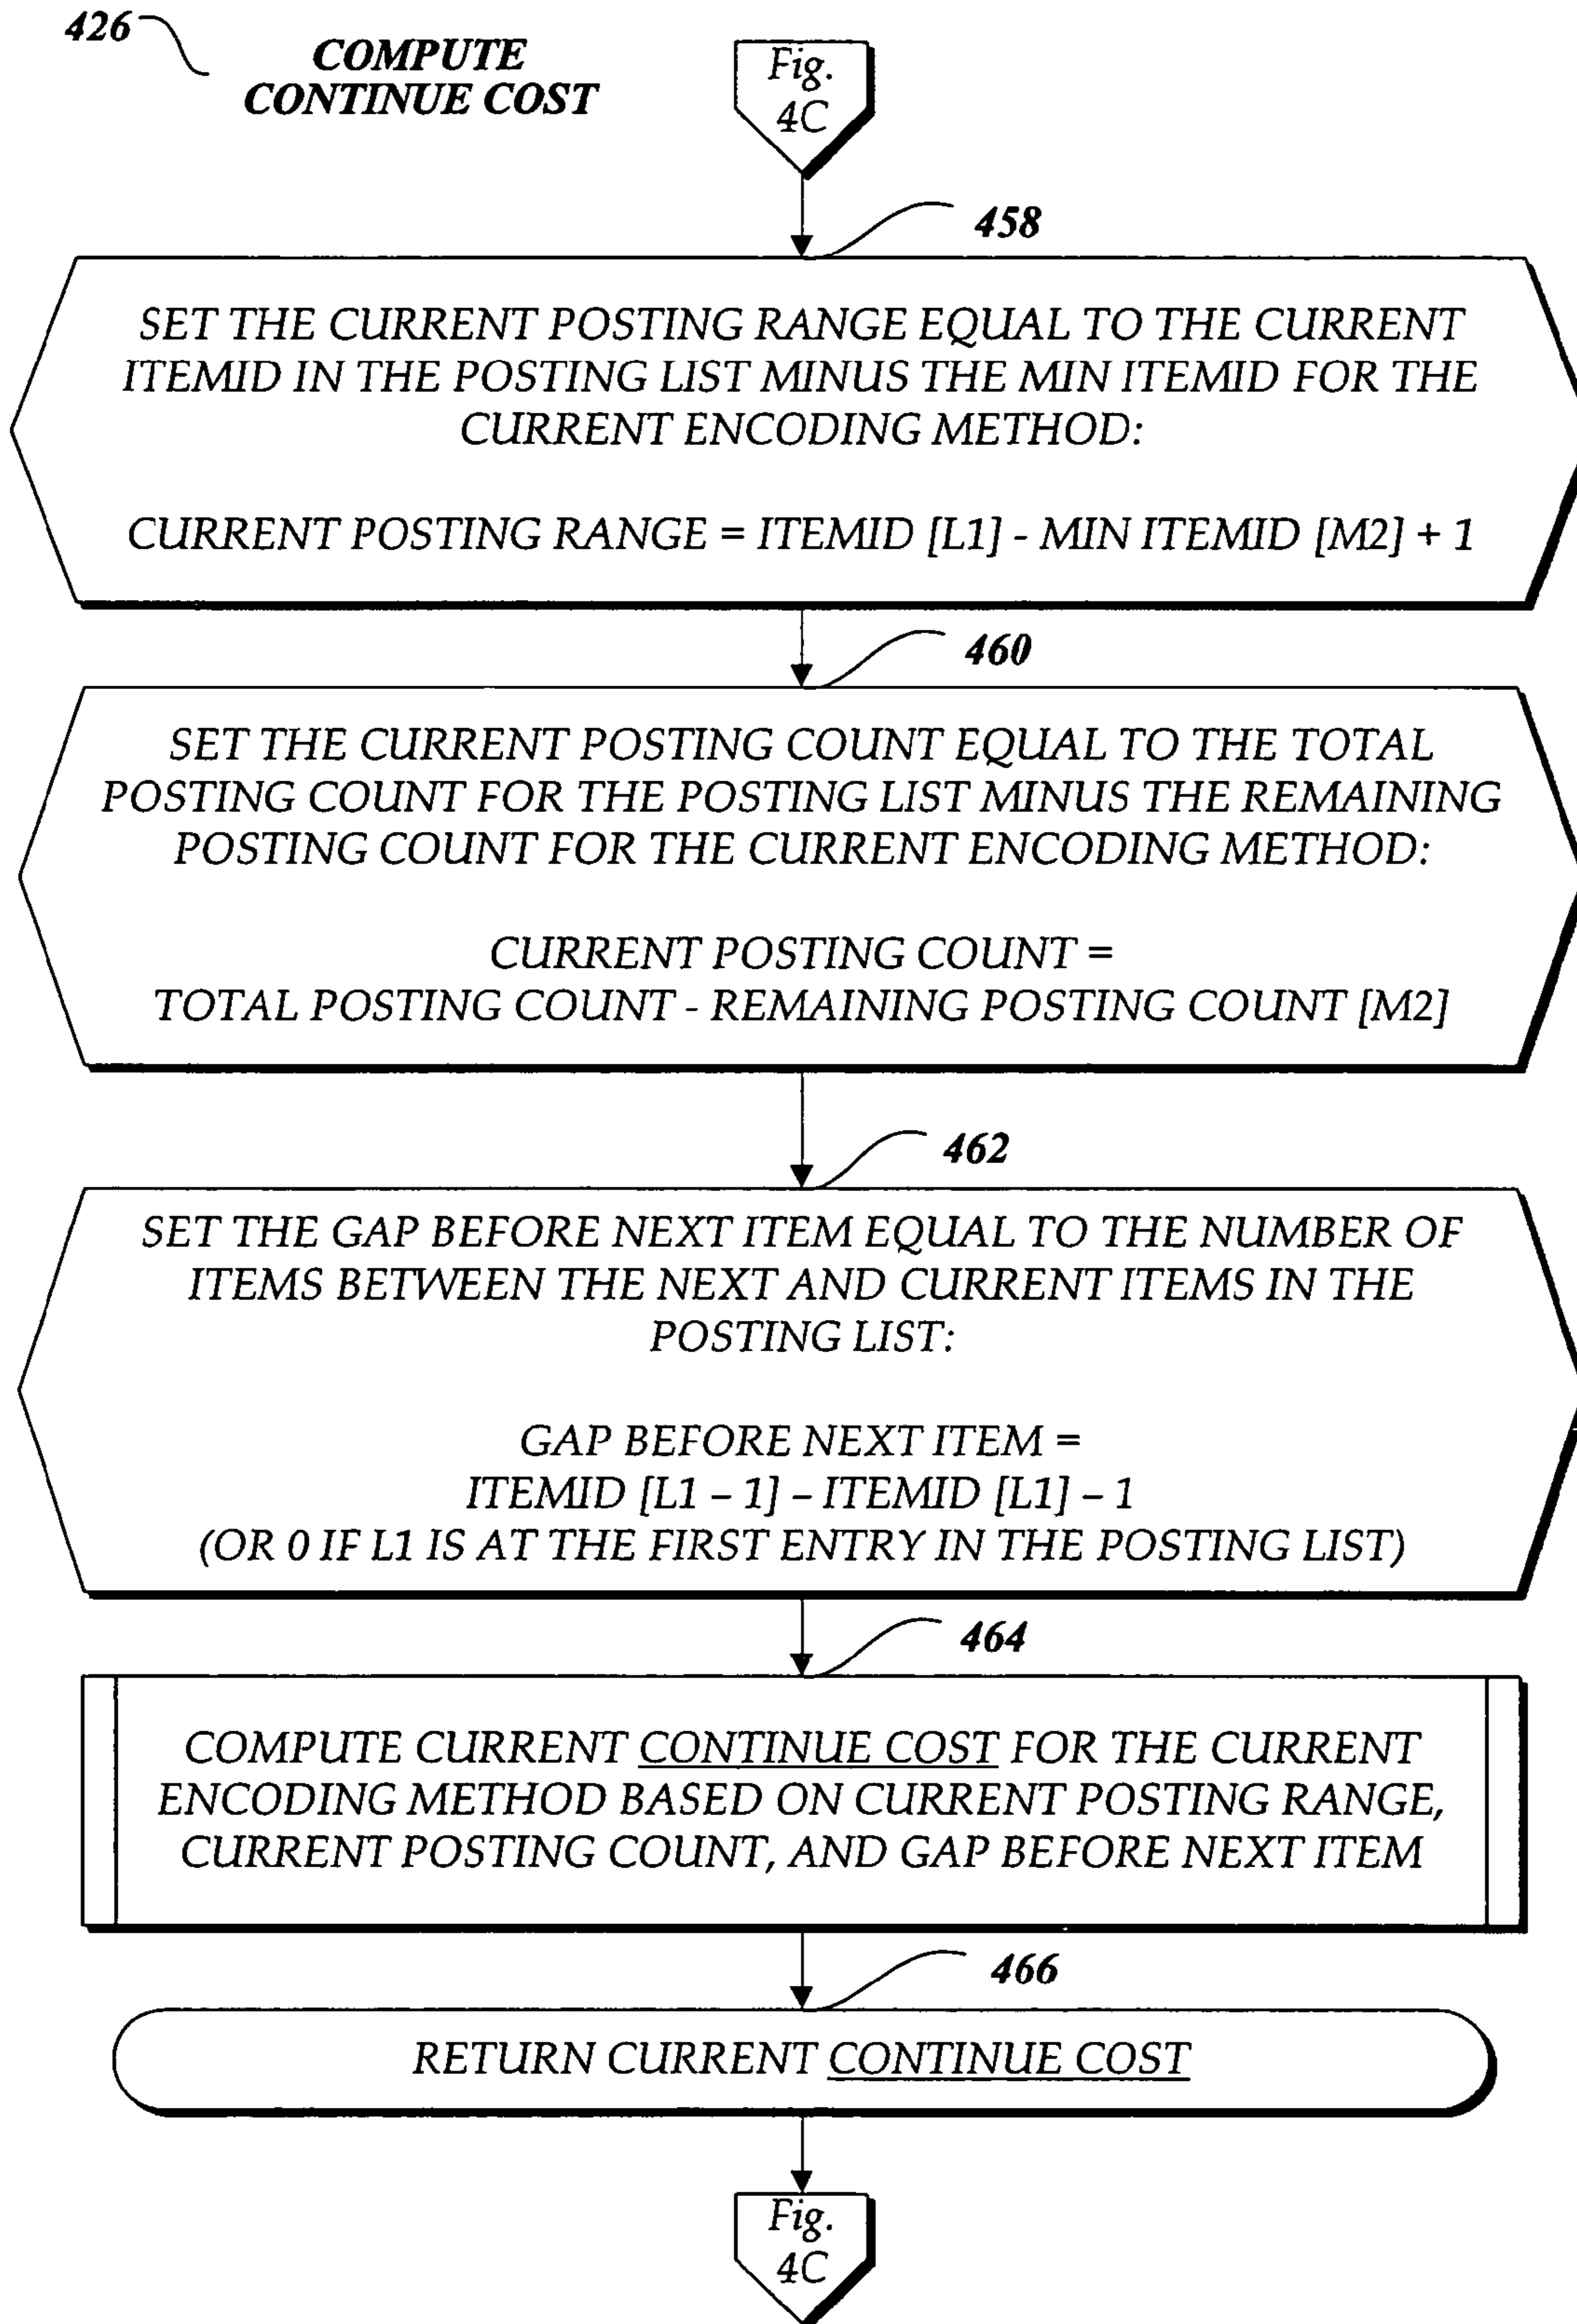 426
COMPUTE
CONTINUE COST
Fig.
4C
458
SET THE CURRENT POSTING RANGE EQUAL TO THE CURRENT
ITEMID IN THE POSTING LIST MINUS THE MIN ITEMID FOR THE
CURRENT ENCODING METHOD:
CURRENT POSTING RANGE = ITEMID [L1] - MIN ITEMID [M2] + 1
460
SET THE CURRENT POSTING COUNT EQUAL TO THE TOTAL
POSTING COUNT FOR THE POSTING LIST MINUS THE REMAINING
POSTING COUNT FOR THE CURRENT ENCODING METHOD:
CURRENT POSTING COUNT =
TOTAL POSTING COUNT - REMAINING POSTING COUNT [M2]
462
SET THE GAP BEFORE NEXT ITEM EQUAL TO THE NUMBER OF
ITEMS BETWEEN THE NEXT AND CURRENT ITEMS IN THE
POSTING LIST:
GAP BEFORE NEXT ITEM =
ITEMID [L1 – 1] – ITEMID [L1] – 1
(OR 0 IF L1 IS AT THE FIRST ENTRY IN THE POSTING LIST)
464
COMPUTE CURRENT CONTINUE COST FOR THE CURRENT
ENCODING METHOD BASED ON CURRENT POSTING RANGE,
CURRENT POSTING COUNT, AND GAP BEFORE NEXT ITEM
466
RETURN CURRENT CONTINUE COST
Fig.
4C